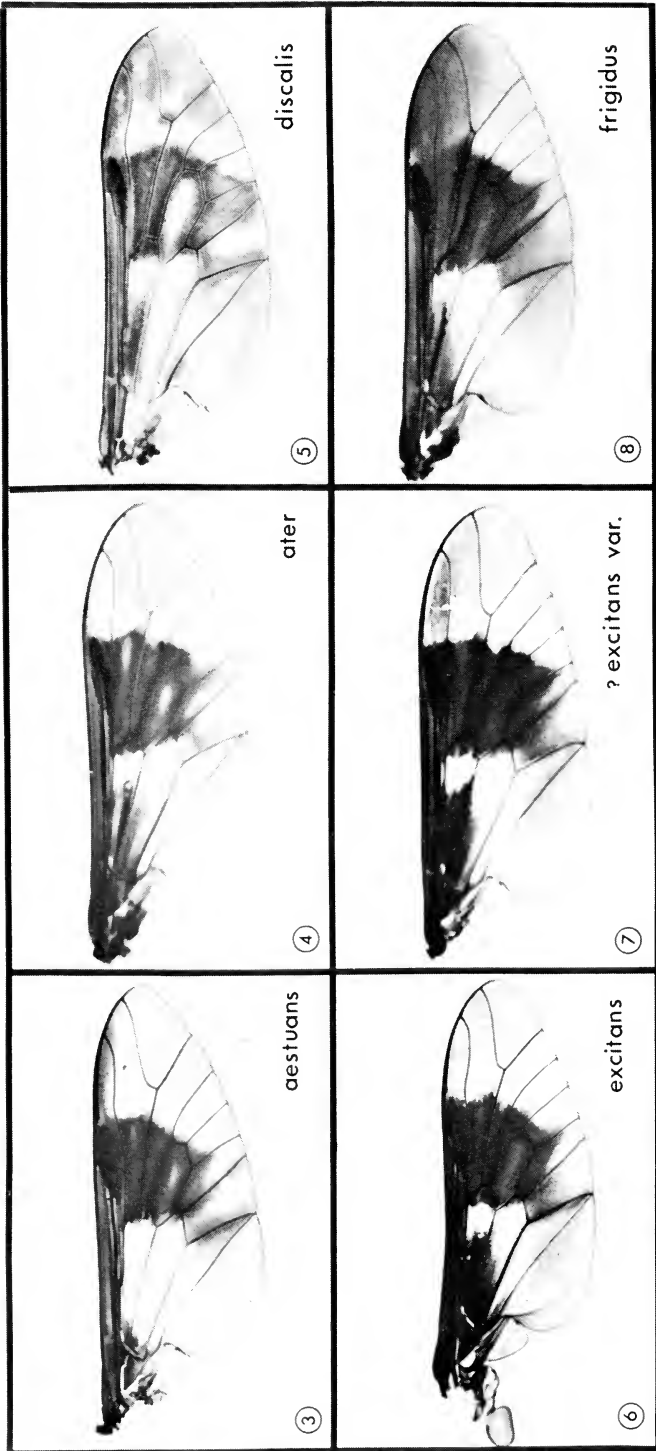 3 aestuans
4 ater
5 discalis
6 excitans
7 ? excitans var.
8 frigidus